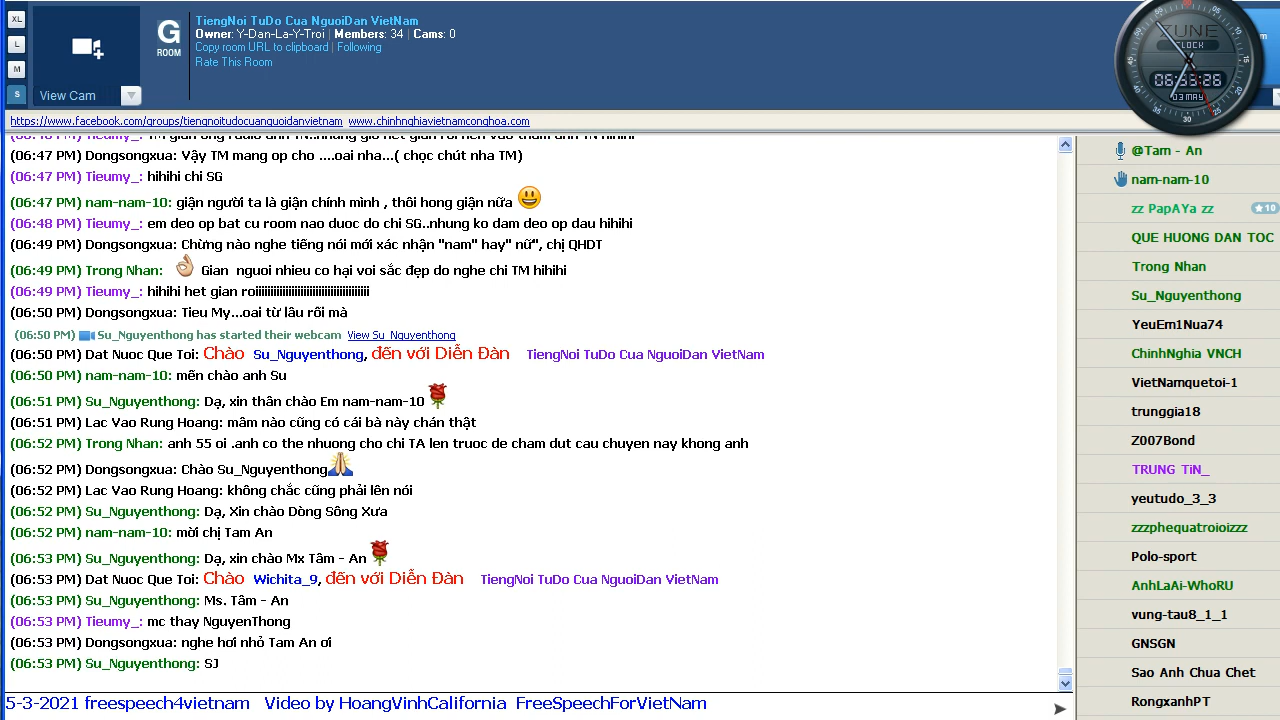 XL
L
M
S
View Cam
G
ROOM
TiengNoi TuDo Cua NguoiDan VietNam
Owner: Y-Dan-La-Y-Troi | Members: 34 | Cams: 0
Copy room URL to clipboard | Following
Rate This Room
ZUNE
CLOCK
03 MAY
https://www.facebook.com/groups/tiengnoitudocuanguoidanvietnam www.chinhnghiavietnamconghoa.com
(06:47 PM) Dongsongxua: Vậy TM mang op cho ....oai nha...( chọc chút nha TM)
(06:47 PM) Tieumy_: hihihi chi SG
(06:47 PM) nam-nam-10: giận người ta là giận chính mình , thôi hong giận nữa
(06:48 PM) Tieumy_: em deo op bat cu room nao duoc do chi SG..nhung ko dam deo op dau hihihi
(06:49 PM) Dongsongxua: Chừng nào nghe tiếng nói mới xác nhận "nam" hay" nữ", chị QHDT
(06:49 PM) Trong Nhan: Gian nguoi nhieu co hại voi sắc đẹp do nghe chi TM hihihi
(06:49 PM) Tieumy_: hihihi het gian roiiiiiiiiiiiiiiiiiiiiiiiiiiiiiiiiiiiii
(06:50 PM) Dongsongxua: Tieu My...oai từ lâu rồi mà
(06:50 PM) Su_Nguyenthong has started their webcam View Su_Nguyenthong
(06:50 PM) Dat Nuoc Que Toi: Chào Su_Nguyenthong, đến với Diễn Đàn TiengNoi TuDo Cua NguoiDan VietNam
(06:50 PM) nam-nam-10: mến chào anh Su
(06:51 PM) Su_Nguyenthong: Dạ, xin thân chào Em nam-nam-10
(06:51 PM) Lac Vao Rung Hoang: mâm nào cũng có cái bà này chán thật
(06:52 PM) Trong Nhan: anh 55 oi .anh co the nhuong cho chi TA len truoc de cham dut cau chuyen nay khong anh
(06:52 PM) Dongsongxua: Chào Su_Nguyenthong
(06:52 PM) Lac Vao Rung Hoang: không chắc cũng phải lên nói
(06:52 PM) Su_Nguyenthong: Dạ, Xin chào Dòng Sông Xưa
(06:52 PM) nam-nam-10: mời chị Tam An
(06:53 PM) Su_Nguyenthong: Dạ, xin chào Mx Tâm - An
(06:53 PM) Dat Nuoc Que Toi: Chào Wichita_9, đến với Diễn Đàn TiengNoi TuDo Cua NguoiDan VietNam
(06:53 PM) Su_Nguyenthong: Ms. Tâm - An
(06:53 PM) Tieumy_: mc thay NguyenThong
(06:53 PM) Dongsongxua: nghe hơi nhỏ Tam An ơi
(06:53 PM) Su_Nguyenthong: SJ
5-3-2021 freespeech4vietnam Video by HoangVinhCalifornia FreeSpeechForVietNam
@Tam - An
nam-nam-10
zz PapAYa zz
10
QUE HUONG DAN TOC
Trong Nhan
Su_Nguyenthong
YeuEm1Nua74
ChinhNghia VNCH
VietNamquetoi-1
trunggia18
Z007Bond
TRUNG TiN_
yeutudo_3_3
zzzphequatroioizzz
Polo-sport
AnhLaAi-WhoRU
vung-tau8_1_1
GNSGN
Sao Anh Chua Chet
RongxanhPT